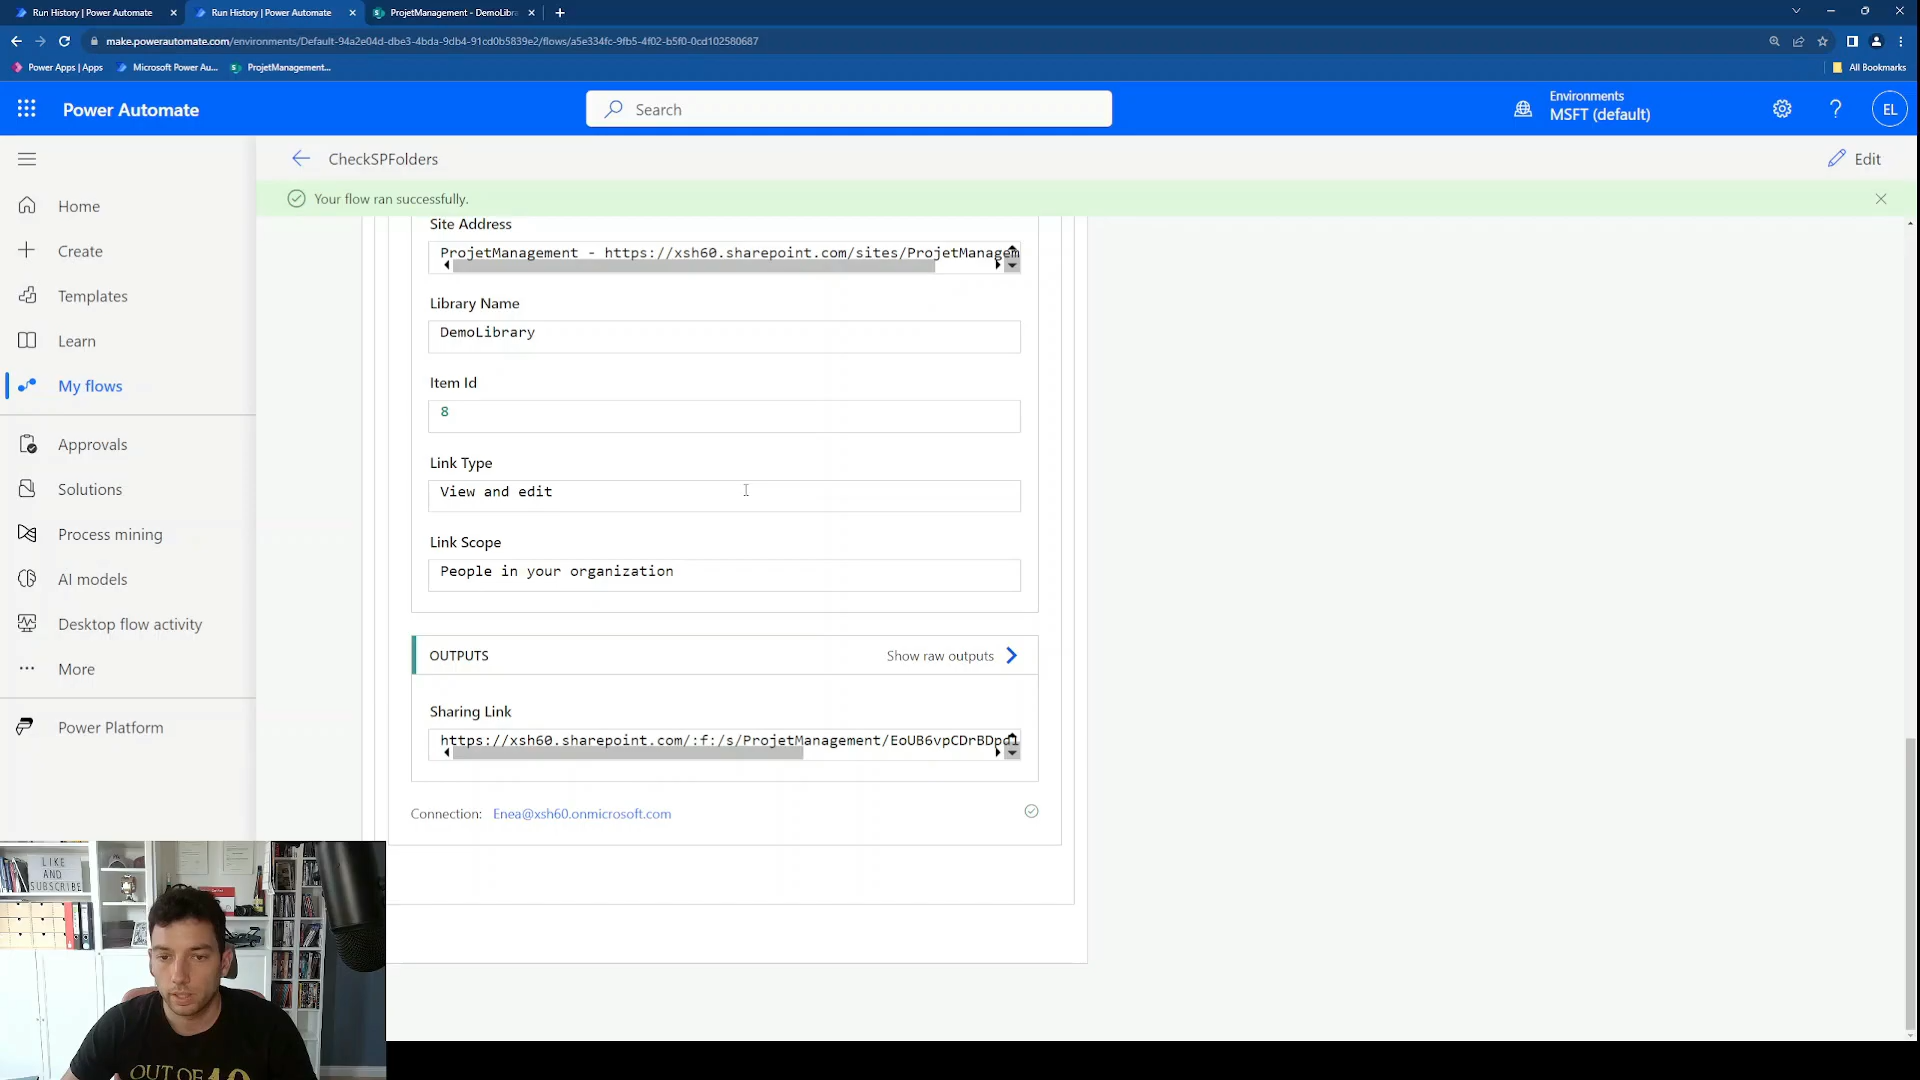 Run History | Power Automate
Run History | Power Automate
ProjetManagement - DemoLibra
make.powerautomate.com/environments/Default-94a2e04d-dbe3-4bda-9db4-91cd0b5839e2/flows/a5e334fc-9fb5-4f02-b5f0-0cd102580687
Power Apps | Apps
Microsoft Power Au...
ProjetManagement...
All Bookmarks
Power Automate
Search
Environments
MSFT (default)
?
EL
CheckSPFolders
Edit
Your flow ran successfully.
Home
Create
Templates
Learn
My flows
Approvals
Solutions
Process mining
AI models
Desktop flow activity
More
Power Platform
Site Address
ProjetManagement - https://xsh60.sharepoint.com/sites/ProjetManagem
Library Name
DemoLibrary
Item Id
8
Link Type
View and edit
Link Scope
People in your organization
OUTPUTS
Show raw outputs
Sharing Link
https://xsh60.sharepoint.com/:f:/s/ProjetManagement/EoUB6vpCDrBDpd1
Connection: Enea@xsh60.onmicrosoft.com
LIKE
AND
SUBSCRIBE
OUT OF 10